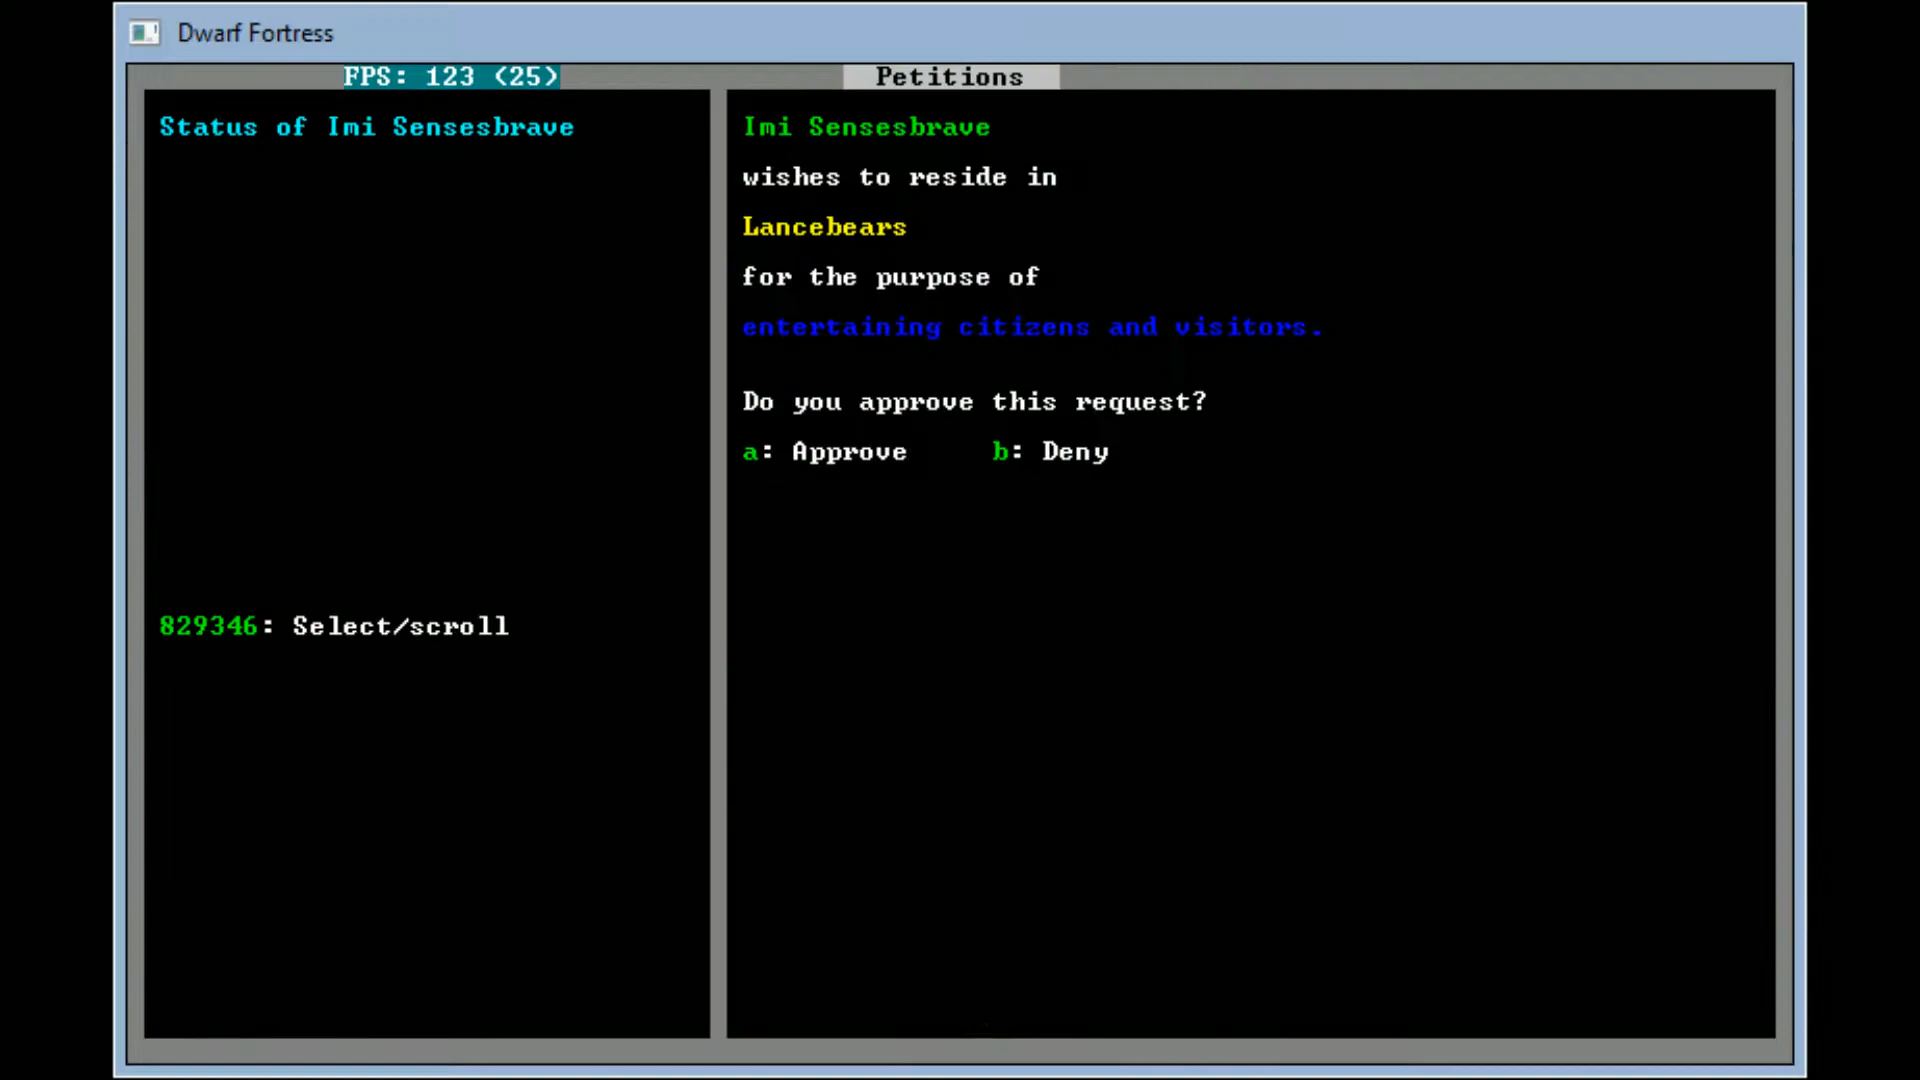 Dwarf Fortress
FPS: 123 (25)
Petitions
Status of Imi Sensesbrave
829346: Select/scroll
Imi Sensesbrave
wishes to reside in
Lancebears
for the purpose of
entertaining citizens and visitors.
Do you approve this request?
a: Approve b: Deny